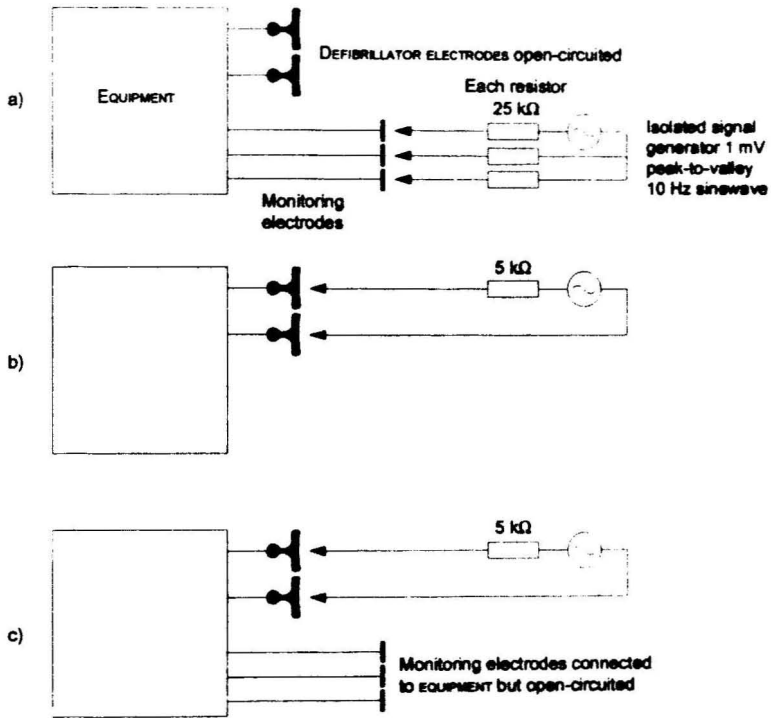 a)
EQUIPMENT
DEFIBRILLATOR ELECTRODES open-circuited
Each resistor
25 kΩ
Isolated signal
generator 1 mV
peak-to-valley
10 Hz sinewave
Monitoring
electrodes
b)
5 kΩ
c)
5 kΩ
Monitoring electrodes connected
to EQUIPMENT but open-circuited